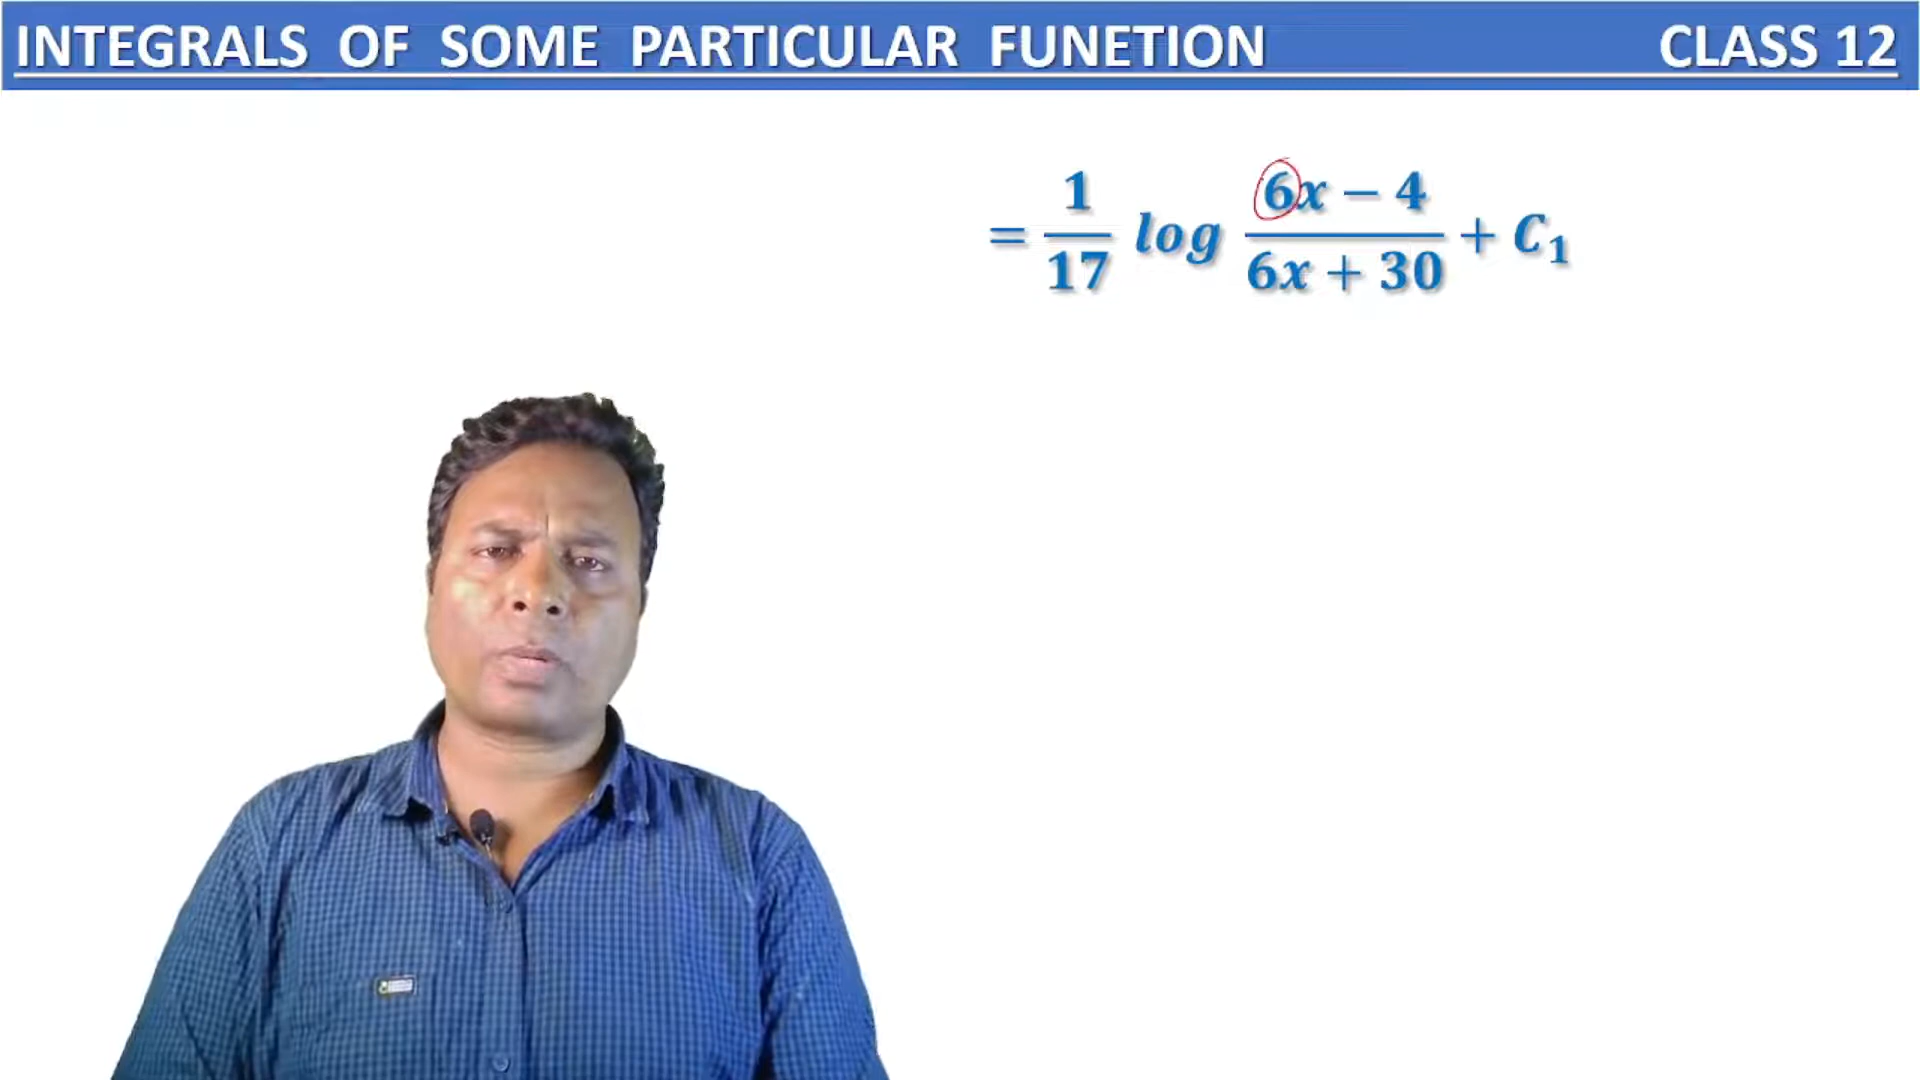 INTEGRALS OF SOME PARTICULAR FUNETION CLASS 12
= 1/17 log (6x − 4)/(6x + 30) + C₁